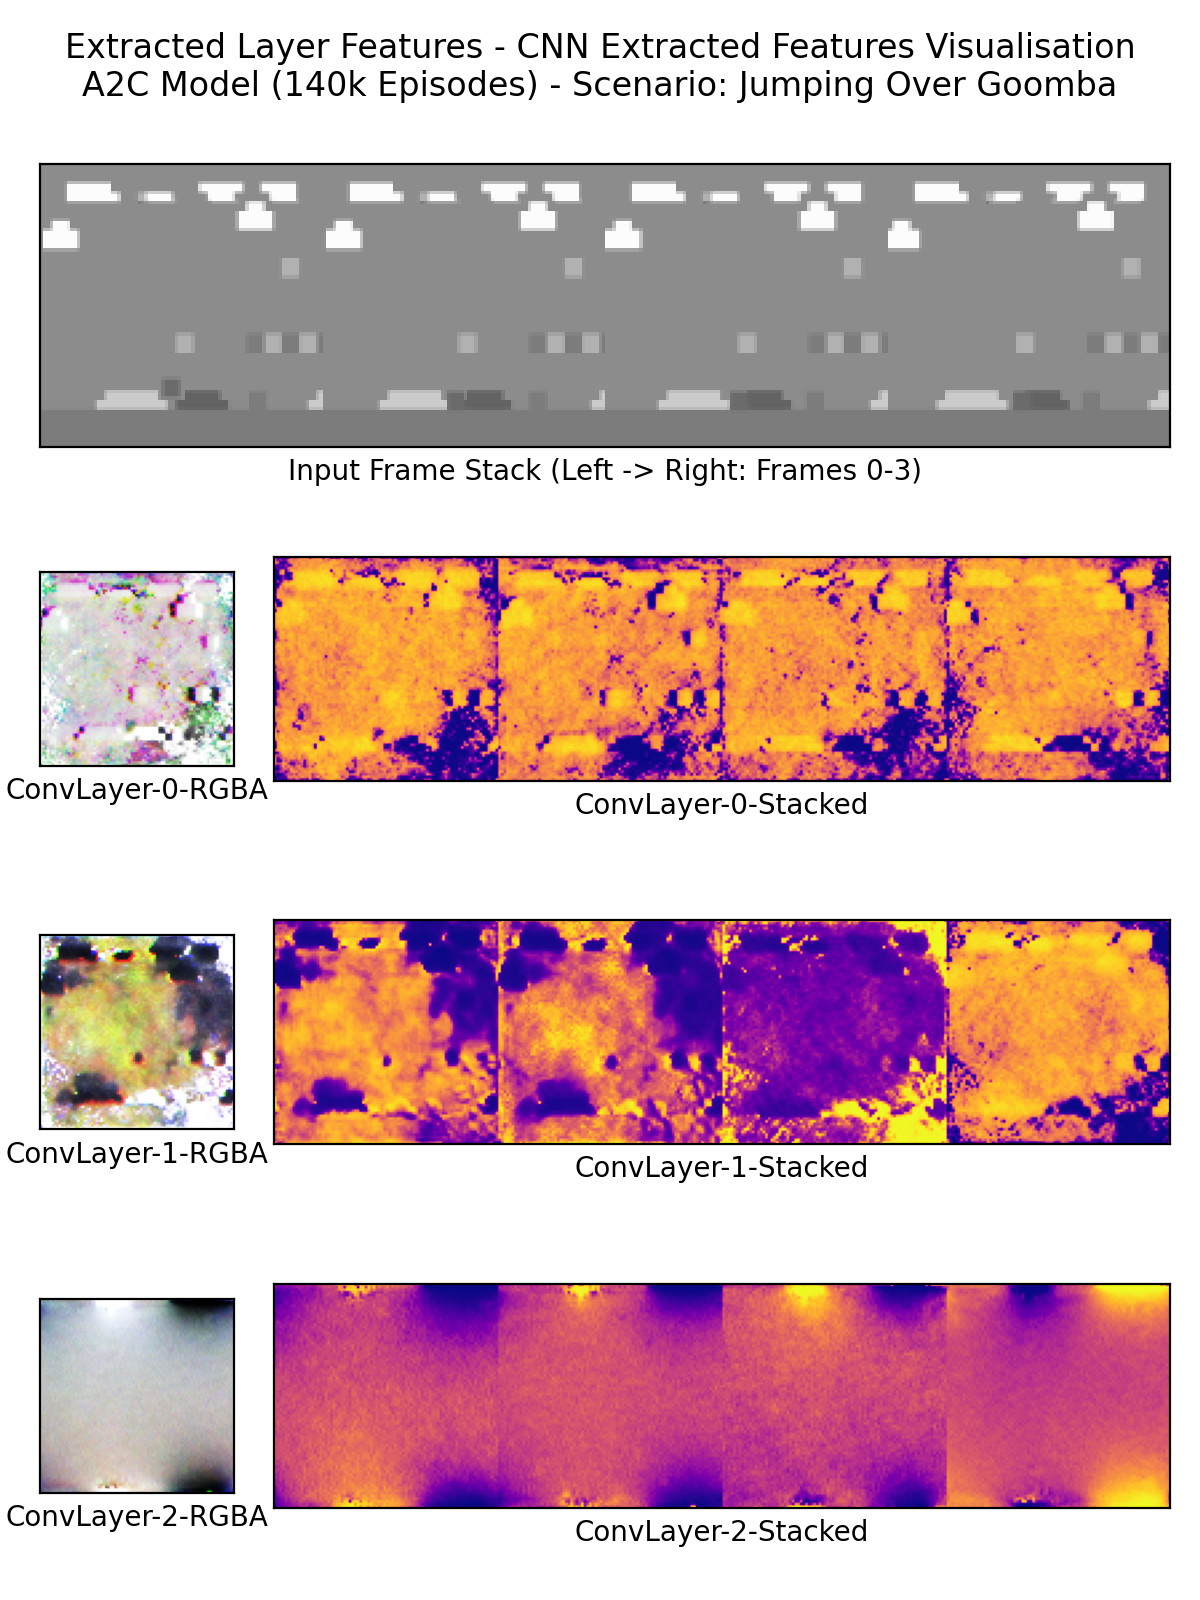 Extracted Layer Features - CNN Extracted Features Visualisation
A2C Model (140k Episodes) - Scenario: Jumping Over Goomba
Input Frame Stack (Left -> Right: Frames 0-3)
ConvLayer-0-RGBA
ConvLayer-0-Stacked
ConvLayer-1-RGBA
ConvLayer-1-Stacked
ConvLayer-2-RGBA
ConvLayer-2-Stacked